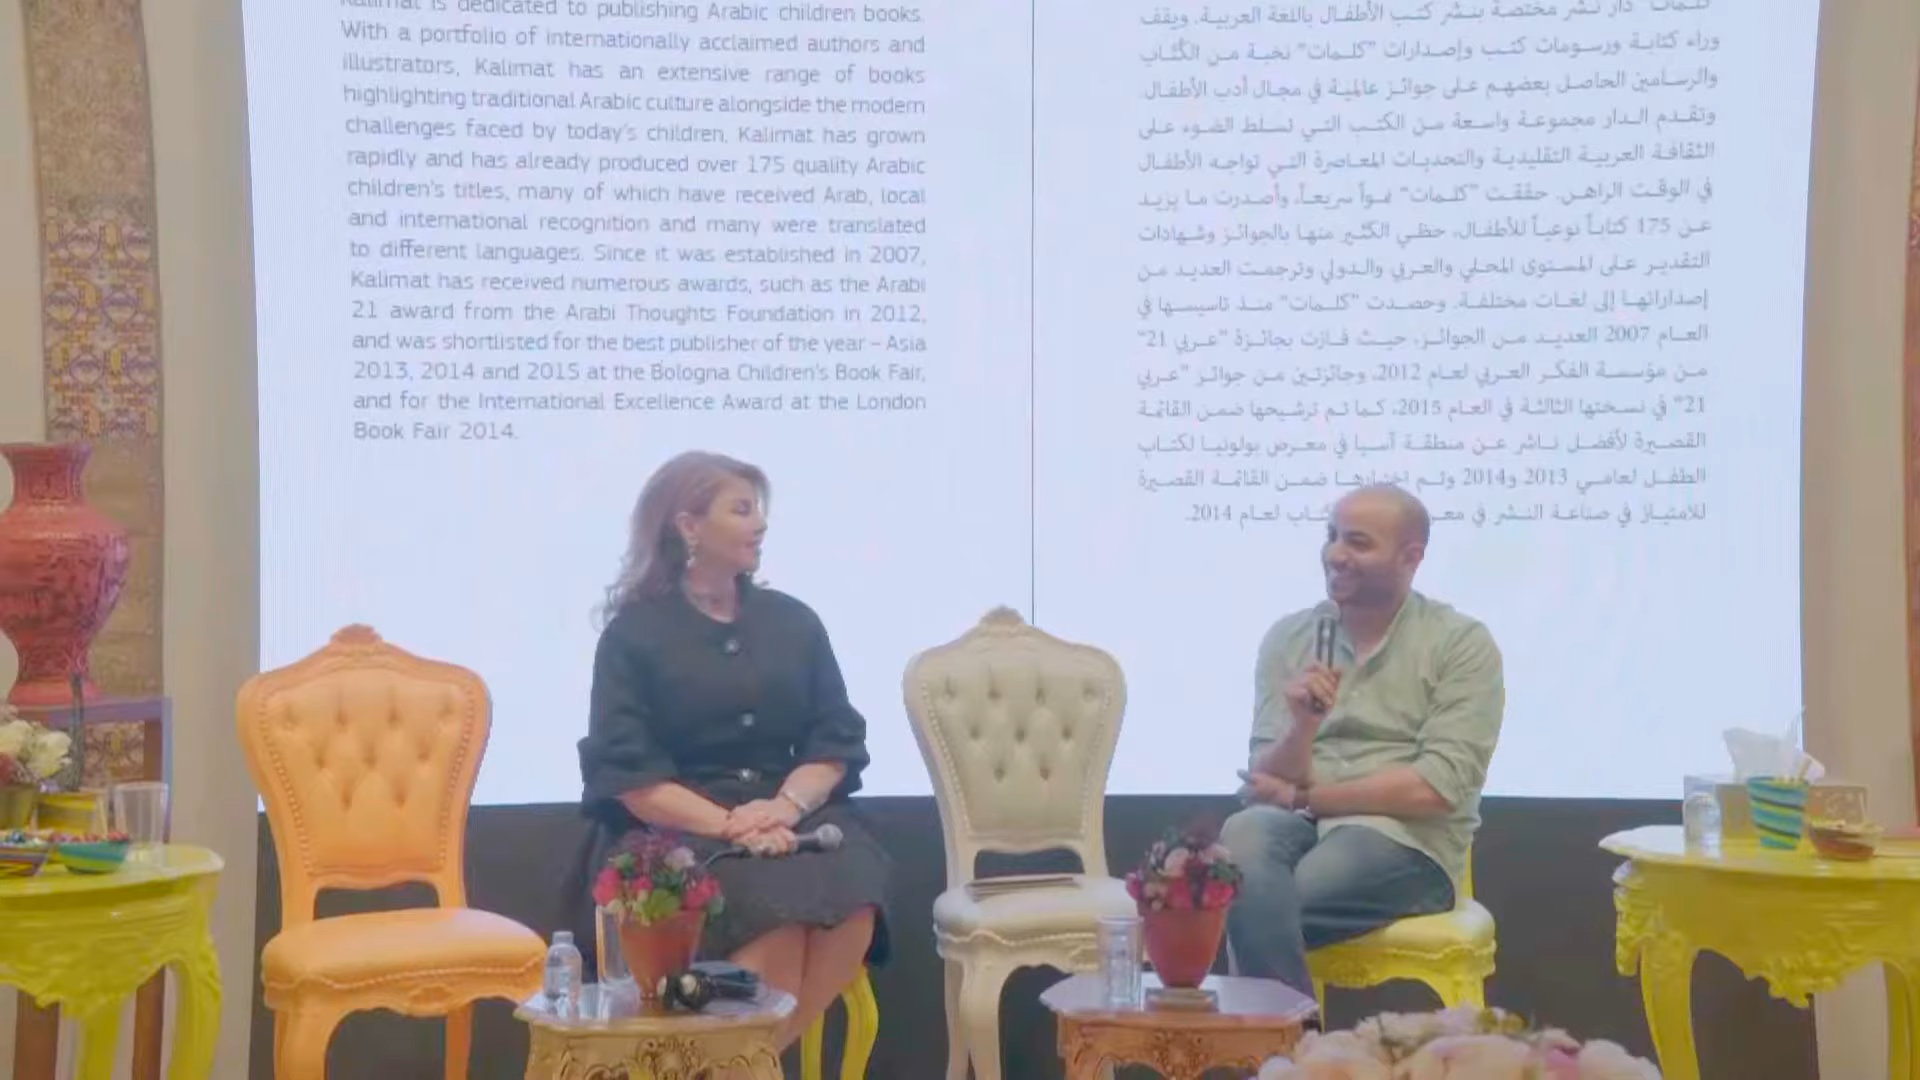 Kalimat is dedicated to publishing Arabic children books.
With a portfolio of internationally acclaimed authors and
illustrators, Kalimat has an extensive range of books
highlighting traditional Arabic culture alongside the modern
challenges faced by today's children. Kalimat has grown
rapidly and has already produced over 175 quality Arabic
children's titles, many of which have received Arab, local
and international recognition and many were translated
to different languages. Since it was established in 2007,
Kalimat has received numerous awards, such as the Arabi
21 award from the Arabi Thoughts Foundation in 2012,
and was shortlisted for the best publisher of the year – Asia
2013, 2014 and 2015 at the Bologna Children's Book Fair,
and for the International Excellence Award at the London
Book Fair 2014.
كلمات" دار نشر مختصة بنشر كتب الأطفال باللغة العربية. ويقف
وراء كتابة ورسومات كتب وإصدارات "كلمات" نخبة من الكُتّاب
والرسامين الحاصل بعضهم على جوائز عالمية في مجال أدب الأطفال.
وتقدم الدار مجموعة واسعة من الكتب التي تسلط الضوء على
الثقافة العربية التقليدية والتحديات المعاصرة التي تواجه الأطفال
في الوقت الراهن. حققت "كلمات" نمواً سريعاً، وأصدرت ما يزيد
عن 175 كتاباً نوعياً للأطفال، حظي الكثير منها بالجوائز وشهادات
التقدير على المستوى المحلي والعربي والدولي وترجمت العديد من
إصداراتها إلى لغات مختلفة. وحصدت "كلمات" منذ تاسيسها في
العام 2007 العديد من الجوائز، حيث فازت بجائزة "عربي 21"
من مؤسسة الفكر العربي لعام 2012، وجائزتين من جوائز "عربي
21" في نسختها الثالثة في العام 2015، كما تم ترشيحها ضمن القائمة
القصيرة لأفضل ناشر عن منطقة آسيا في معرض بولونيا لكتاب
الطفل لعامي 2013 و2014 وتم اختيارها ضمن القائمة القصيرة
للامتياز في صناعة النشر في لعام 2014.